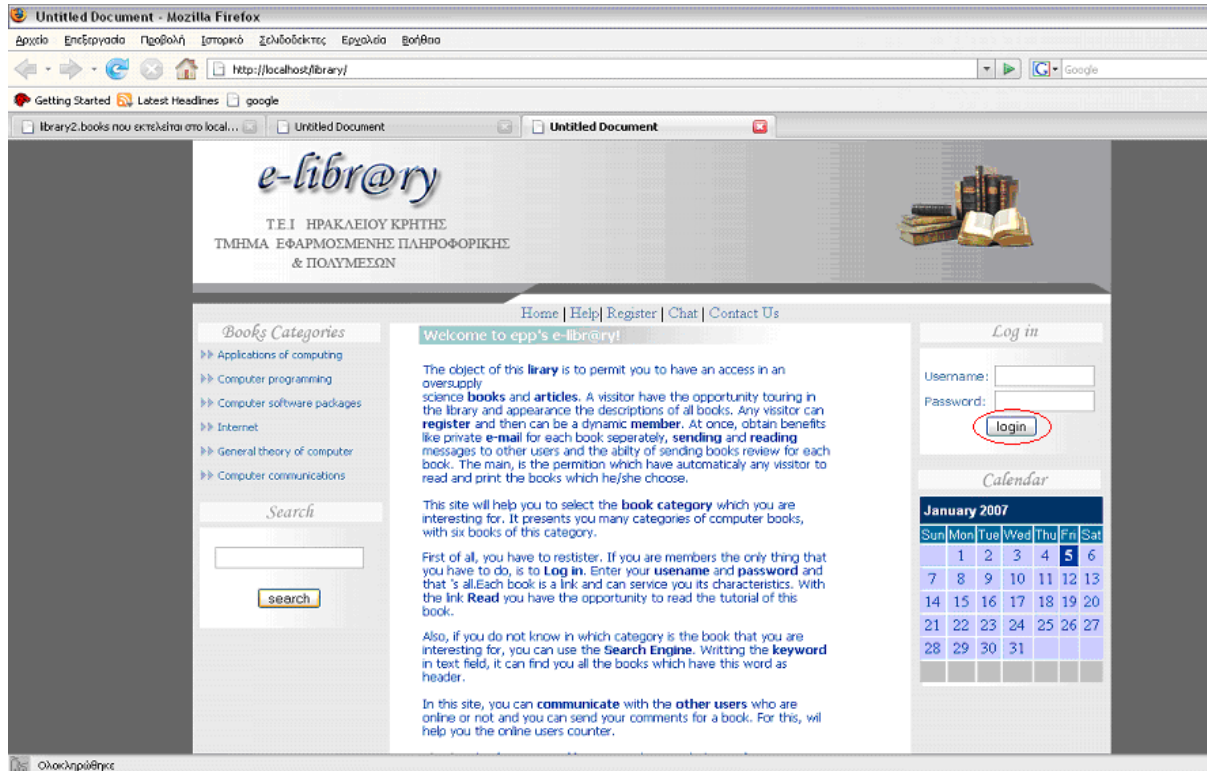 Untitled Document - Mozilla Firefox
Αρχείο Επεξεργασία Προβολή Ιστορικό Σελιδοδείκτες Εργαλεία Βοήθεια
http://localhost/library/
Google
Getting Started Latest Headlines google
library2.books που εκτελείται στο local... Untitled Document Untitled Document
e-libr@ry
Τ.Ε.Ι ΗΡΑΚΛΕΙΟΥ ΚΡΗΤΗΣ
ΤΜΗΜΑ ΕΦΑΡΜΟΣΜΕΝΗΣ ΠΛΗΡΟΦΟΡΙΚΗΣ
& ΠΟΛΥΜΕΣΩΝ
Home | Help| Register | Chat | Contact Us
Books Categories
Applications of computing
Computer programming
Computer software packages
Internet
General theory of computer
Computer communications
Search
search
Welcome to epp's e-libr@ry!
The object of this lirary is to permit you to have an access in an
oversupply
science books and articles. A vissitor have the opportunity touring in
the library and appearance the descriptions of all books. Any vissitor can
register and then can be a dynamic member. At once, obtain benefits
like private e-mail for each book seperately, sending and reading
messages to other users and the abilty of sending books review for each
book. The main, is the permition which have automaticaly any vissitor to
read and print the books which he/she choose.
This site will help you to select the book category which you are
interesting for. It presents you many categories of computer books,
with six books of this category.
First of all, you have to restister. If you are members the only thing that
you have to do, is to Log in. Enter your usename and password and
that 's all.Each book is a link and can service you its characteristics. With
the link Read you have the opportunity to read the tutorial of this
book.
Also, if you do not know in which category is the book that you are
interesting for, you can use the Search Engine. Writting the keyword
in text field, it can find you all the books which have this word as
header.
In this site, you can communicate with the other users who are
online or not and you can send your comments for a book. For this, wil
help you the online users counter.
Log in
Username:
Password:
login
Calendar
January 2007
Sun Mon Tue Wed Thu Fri Sat
1 2 3 4 5 6
7 8 9 10 11 12 13
14 15 16 17 18 19 20
21 22 23 24 25 26 27
28 29 30 31
Ολοκληρώθηκε